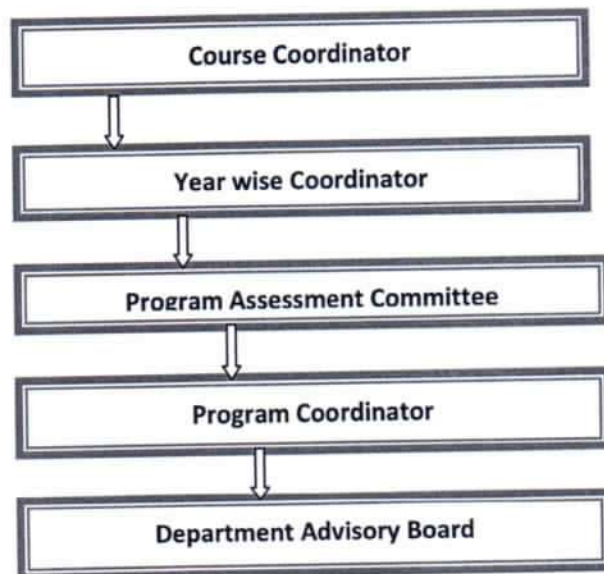 Course Coordinator
Year wise Coordinator
Program Assessment Committee
Program Coordinator
Department Advisory Board